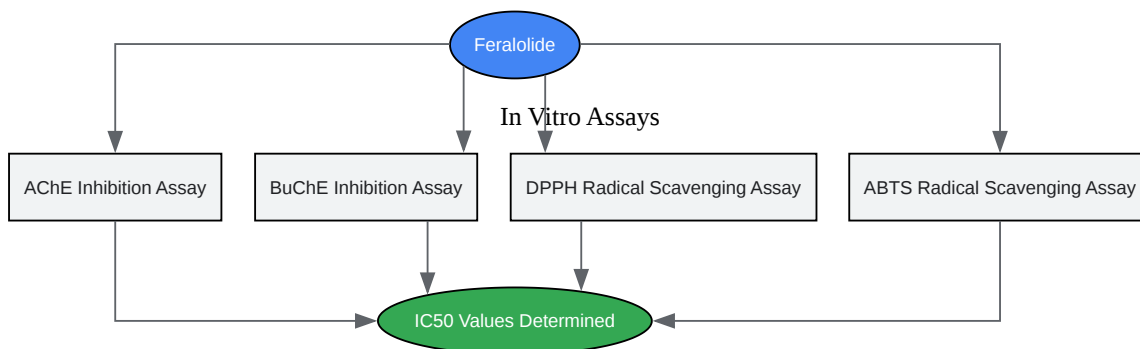 Feralolide
In Vitro Assays
AChE Inhibition Assay
BuChE Inhibition Assay
DPPH Radical Scavenging Assay
ABTS Radical Scavenging Assay
IC50 Values Determined